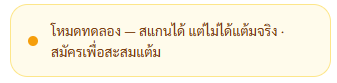 โหมดทดลอง — สแกนได้ แต่ไม่ได้แต้มจริง ·
สมัครเพื่อสะสมแต้ม